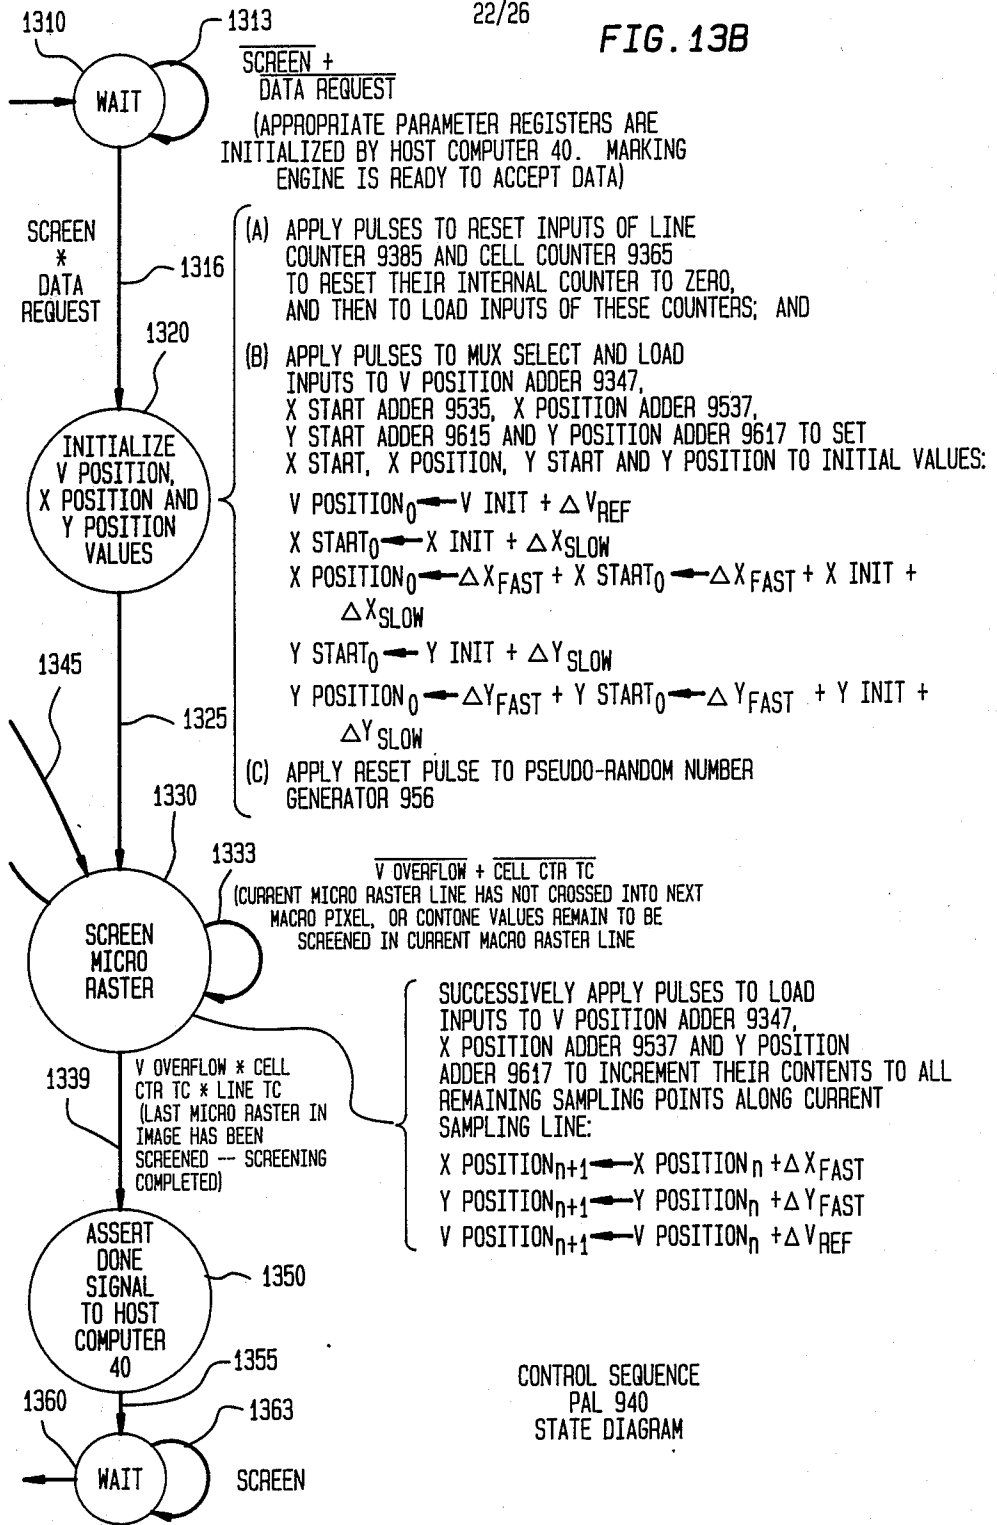 22/26
FIG. 13B
1310
1313
WAIT
SCREEN +
DATA REQUEST
(APPROPRIATE PARAMETER REGISTERS ARE
INITIALIZED BY HOST COMPUTER 40. MARKING
ENGINE IS READY TO ACCEPT DATA)
SCREEN
*
DATA
REQUEST
1316
1320
INITIALIZE
V POSITION,
X POSITION AND
Y POSITION
VALUES
(A) APPLY PULSES TO RESET INPUTS OF LINE
COUNTER 9385 AND CELL COUNTER 9365
TO RESET THEIR INTERNAL COUNTER TO ZERO,
AND THEN TO LOAD INPUTS OF THESE COUNTERS; AND
(B) APPLY PULSES TO MUX SELECT AND LOAD
INPUTS TO V POSITION ADDER 9347,
X START ADDER 9535, X POSITION ADDER 9537,
Y START ADDER 9615 AND Y POSITION ADDER 9617 TO SET
X START, X POSITION, Y START AND Y POSITION TO INITIAL VALUES:
V POSITION0 ← V INIT + ΔVREF
X START0 ← X INIT + ΔXSLOW
X POSITION0 ← ΔXFAST + X START0 ← ΔXFAST + X INIT +
ΔXSLOW
Y START0 ← Y INIT + ΔYSLOW
Y POSITION0 ← ΔYFAST + Y START0 ← ΔYFAST + Y INIT +
ΔYSLOW
(C) APPLY RESET PULSE TO PSEUDO-RANDOM NUMBER
GENERATOR 956
1345
1325
1330
1333
SCREEN
MICRO
RASTER
V OVERFLOW + CELL CTR TC
(CURRENT MICRO RASTER LINE HAS NOT CROSSED INTO NEXT
MACRO PIXEL, OR CONTONE VALUES REMAIN TO BE
SCREENED IN CURRENT MACRO RASTER LINE
SUCCESSIVELY APPLY PULSES TO LOAD
INPUTS TO V POSITION ADDER 9347,
X POSITION ADDER 9537 AND Y POSITION
ADDER 9617 TO INCREMENT THEIR CONTENTS TO ALL
REMAINING SAMPLING POINTS ALONG CURRENT
SAMPLING LINE:
X POSITIONn+1 ← X POSITIONn +ΔXFAST
Y POSITIONn+1 ← Y POSITIONn +ΔYFAST
V POSITIONn+1 ← V POSITIONn +ΔVREF
1339
V OVERFLOW * CELL
CTR TC * LINE TC
(LAST MICRO RASTER IN
IMAGE HAS BEEN
SCREENED -- SCREENING
COMPLETED)
ASSERT
DONE
SIGNAL
TO HOST
COMPUTER
40
1350
1355
1360
1363
WAIT
SCREEN
CONTROL SEQUENCE
PAL 940
STATE DIAGRAM